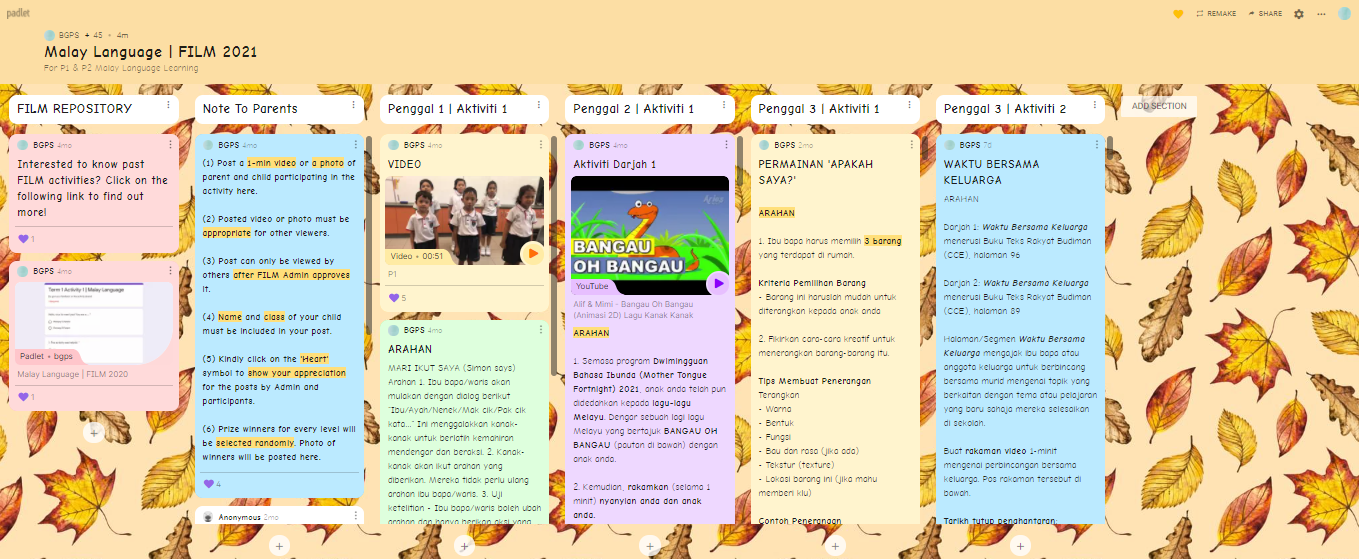 padlet
REMAKE
SHARE
BGPS + 45 • 4m
Malay Language | FILM 2021
For P1 & P2 Malay Language Learning
FILM REPOSITORY
BGPS 4mo
Interested to know past
FILM activities? Click on the
following link to find out
more!
1
BGPS 4mo
Term 1 Activity 1 | Malay Language
Padlet • bgps
Malay Language | FILM 2020
1
Note To Parents
BGPS 4mo
(1) Post a 1-min video or a photo of
parent and child participating in the
activity here.
(2) Posted video or photo must be
appropriate for other viewers.
(3) Post can only be viewed by
others after FILM Admin approves
it.
(4) Name and class of your child
must be included in your post.
(5) Kindly click on the 'Heart'
symbol to show your appreciation
for the posts by Admin and
participants.
(6) Prize winners for every level will
be selected randomly. Photo of
winners will be posted here.
4
Anonymous 2mo
Penggal 1 | Aktiviti 1
BGPS 4mo
VIDEO
Video • 00:51
P1
5
BGPS 4mo
ARAHAN
MARI IKUT SAYA (Simon says)
Arahan 1. Ibu bapa/waris akan
mulakan dengan dialog berikut
"Ibu/Ayah/Nenek/Mak cik/Pak cik
kata..." Ini menggalakkan kanak-
kanak untuk berlatih kemahiran
mendengar dan beraksi. 2. Kanak-
kanak akan ikut arahan yang
diberikan. Mereka tidak perlu ulang
arahan ibu bapa/waris. 3. Uji
ketelitian - Ibu bapa/waris boleh ubah
arahan dan hanya berikan aksi yang
Penggal 2 | Aktiviti 1
BGPS 4mo
Aktiviti Darjah 1
BANGAU
OH BANGAU
YouTube
Alif & Mimi - Bangau Oh Bangau
(Animasi 2D) Lagu Kanak Kanak
ARAHAN
1. Semasa program Dwimingguan
Bahasa Ibunda (Mother Tongue
Fortnight) 2021, anak anda telah pun
didedahkan kepada lagu-lagu
Melayu. Dengar sebuah lagi lagu
Melayu yang bertajuk BANGAU OH
BANGAU (pautan di bawah) dengan
anak anda.
2. Kemudian, rakamkan (selama 1
minit) nyanyian anda dan anak
anda.
Penggal 3 | Aktiviti 1
BGPS 2mo
PERMAINAN 'APAKAH
SAYA?'
ARAHAN
1. Ibu bapa harus memilih 3 barang
yang terdapat di rumah.
Kriteria Pemilihan Barang
- Barang ini haruslah mudah untuk
diterangkan kepada anak anda
2. Fikirkan cara-cara kreatif untuk
menerangkan barang-barang itu.
Tips Membuat Penerangan
Terangkan
- Warna
- Bentuk
- Fungsi
- Bau dan rasa (jika ada)
- Tekstur (texture)
- Lokasi barang ini (jika mahu
memberi klu)
Contoh Penerangan
Penggal 3 | Aktiviti 2
BGPS 7d
WAKTU BERSAMA
KELUARGA
ARAHAN
Darjah 1: Waktu Bersama Keluarga
menerusi Buku Teks Rakyat Budiman
(CCE), halaman 96
Darjah 2: Waktu Bersama Keluarga
menerusi Buku Teks Rakyat Budiman
(CCE), halaman 89
Halaman/Segmen Waktu Bersama
Keluarga mengajak ibu bapa atau
anggota keluarga untuk berbincang
bersama murid mengenai topik yang
berkaitan dengan tema atau pelajaran
yang baru sahaja mereka selesaikan
di sekolah.
Buat rakaman video 1-minit
mengenai perbincangan bersama
keluarga. Pos rakaman tersebut di
bawah.
Tarikh tutup penghantaran:
ADD SECTION